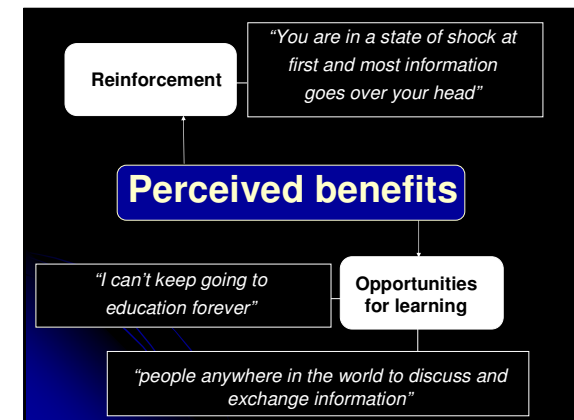 “You are in a state of shock at
first and most information
goes over your head”
Reinforcement
Perceived benefits
“I can’t keep going to
education forever”
Opportunities
for learning
“people anywhere in the world to discuss and
exchange information”